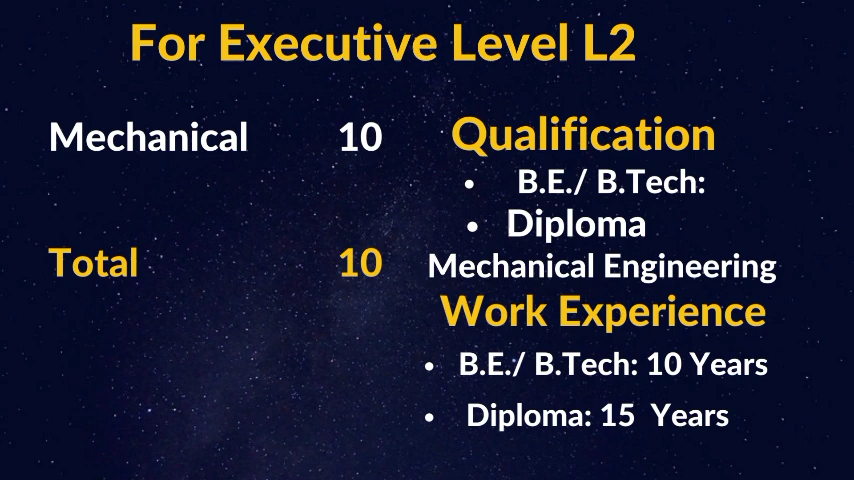 For Executive Level L2
Mechanical 10
Total 10
Qualification
• B.E./ B.Tech:
• Diploma
Mechanical Engineering
Work Experience
• B.E./ B.Tech: 10 Years
• Diploma: 15 Years